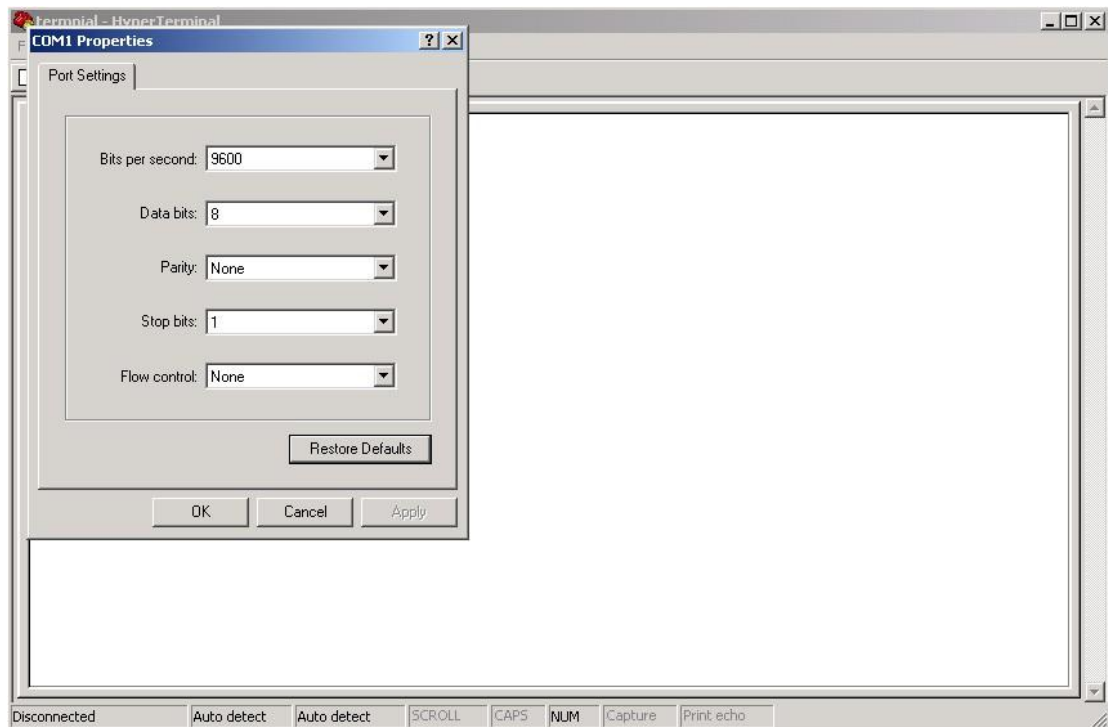 termnial - HyperTerminal
COM1 Properties
Port Settings
Bits per second: 9600
Data bits: 8
Parity: None
Stop bits: 1
Flow control: None
Restore Defaults
OK Cancel Apply
Disconnected Auto detect Auto detect SCROLL CAPS NUM Capture Print echo